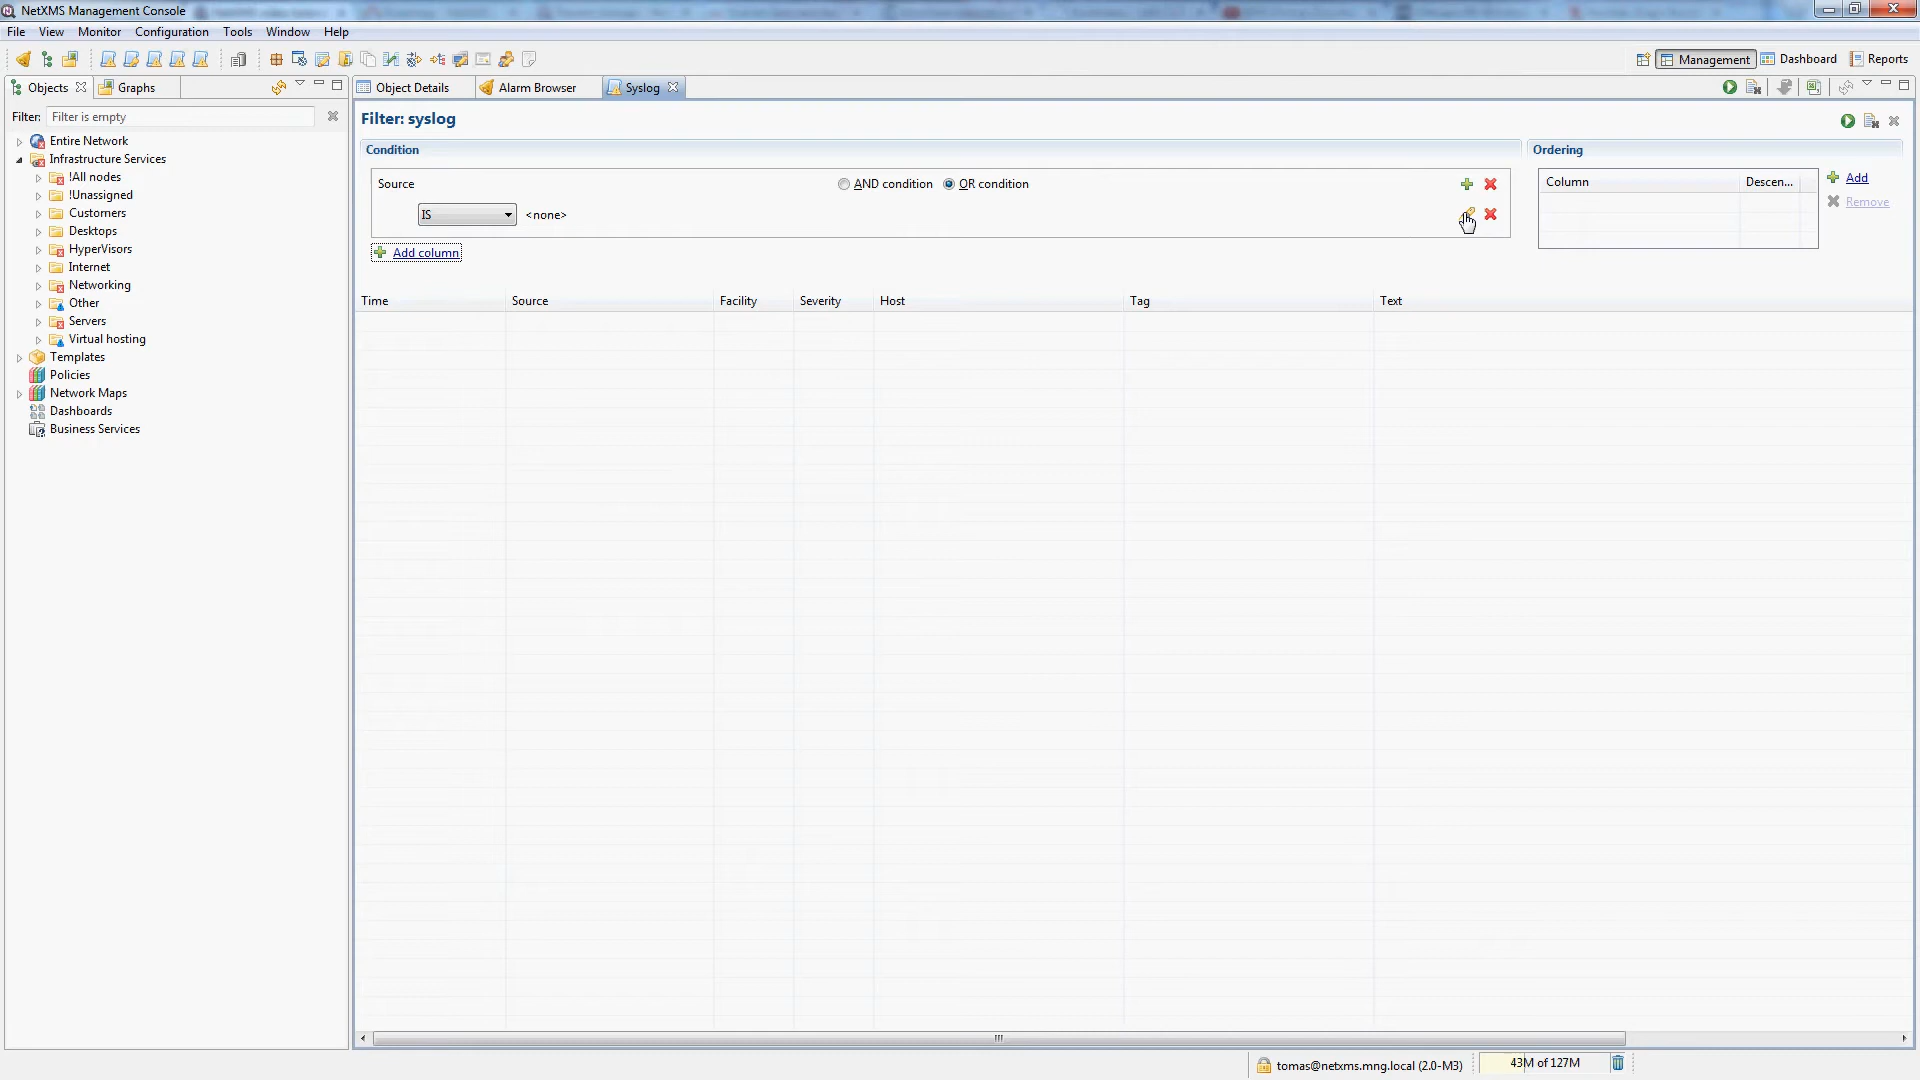 NetXMS Management Console
File View Monitor Configuration Tools Window Help
Management Dashboard Reports
Objects Graphs
Object Details Alarm Browser Syslog
Filter: Filter is empty
Entire Network
Infrastructure Services
!All nodes
!Unassigned
Customers
Desktops
HyperVisors
Internet
Networking
Other
Servers
Virtual hosting
Templates
Policies
Network Maps
Dashboards
Business Services
Filter: syslog
Condition
Source AND condition OR condition
IS <none>
Add column
Ordering
Column Descen...
Add
Remove
Time Source Facility Severity Host Tag Text
tomas@netxms.mng.local (2.0-M3) 43M of 127M